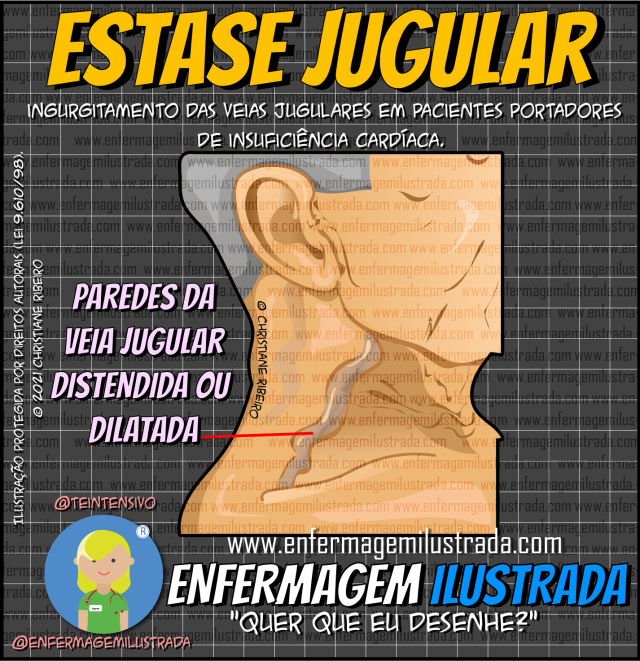 ESTASE JUGULAR
INGURGITAMENTO DAS VEIAS JUGULARES EM PACIENTES PORTADORES
DE INSUFICIÊNCIA CARDÍACA.
ILUSTRAÇÃO PROTEGIDA POR DIREITOS AUTORAIS (LEI 9.610/98).
© 2021 CHRISTIANE RIBEIRO
PAREDES DA
VEIA JUGULAR
DISTENDIDA OU
DILATADA
© CHRISTIANE RIBEIRO
@TEINTENSIVO
®
www.enfermagemilustrada.com
ENFERMAGEM ILUSTRADA
"QUER QUE EU DESENHE?"
@ENFERMAGEMILUSTRADA